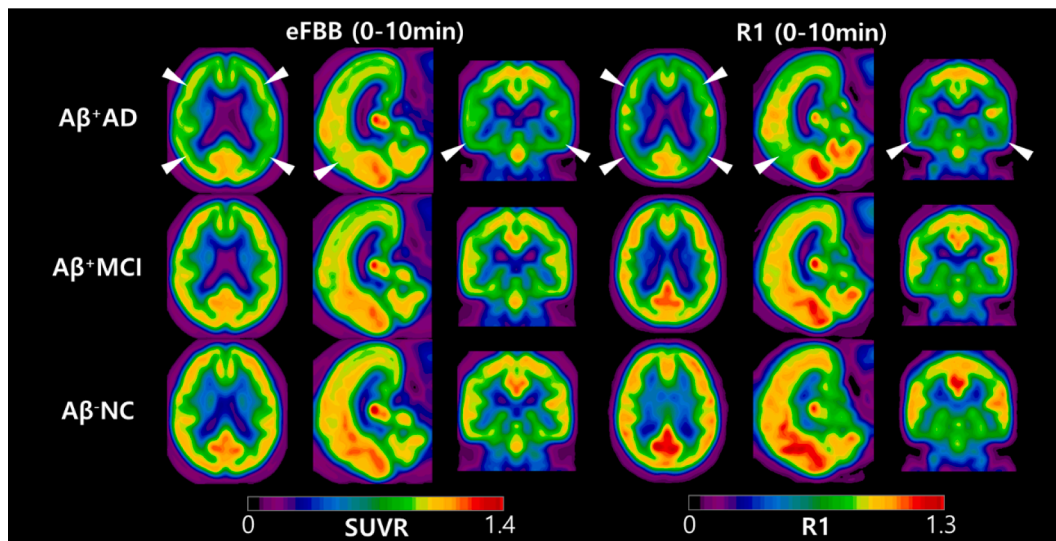 eFBB (0-10min) R1 (0-10min)
Aβ⁺AD
Aβ⁺MCI
Aβ⁻NC
0 SUVR 1.4 0 R1 1.3